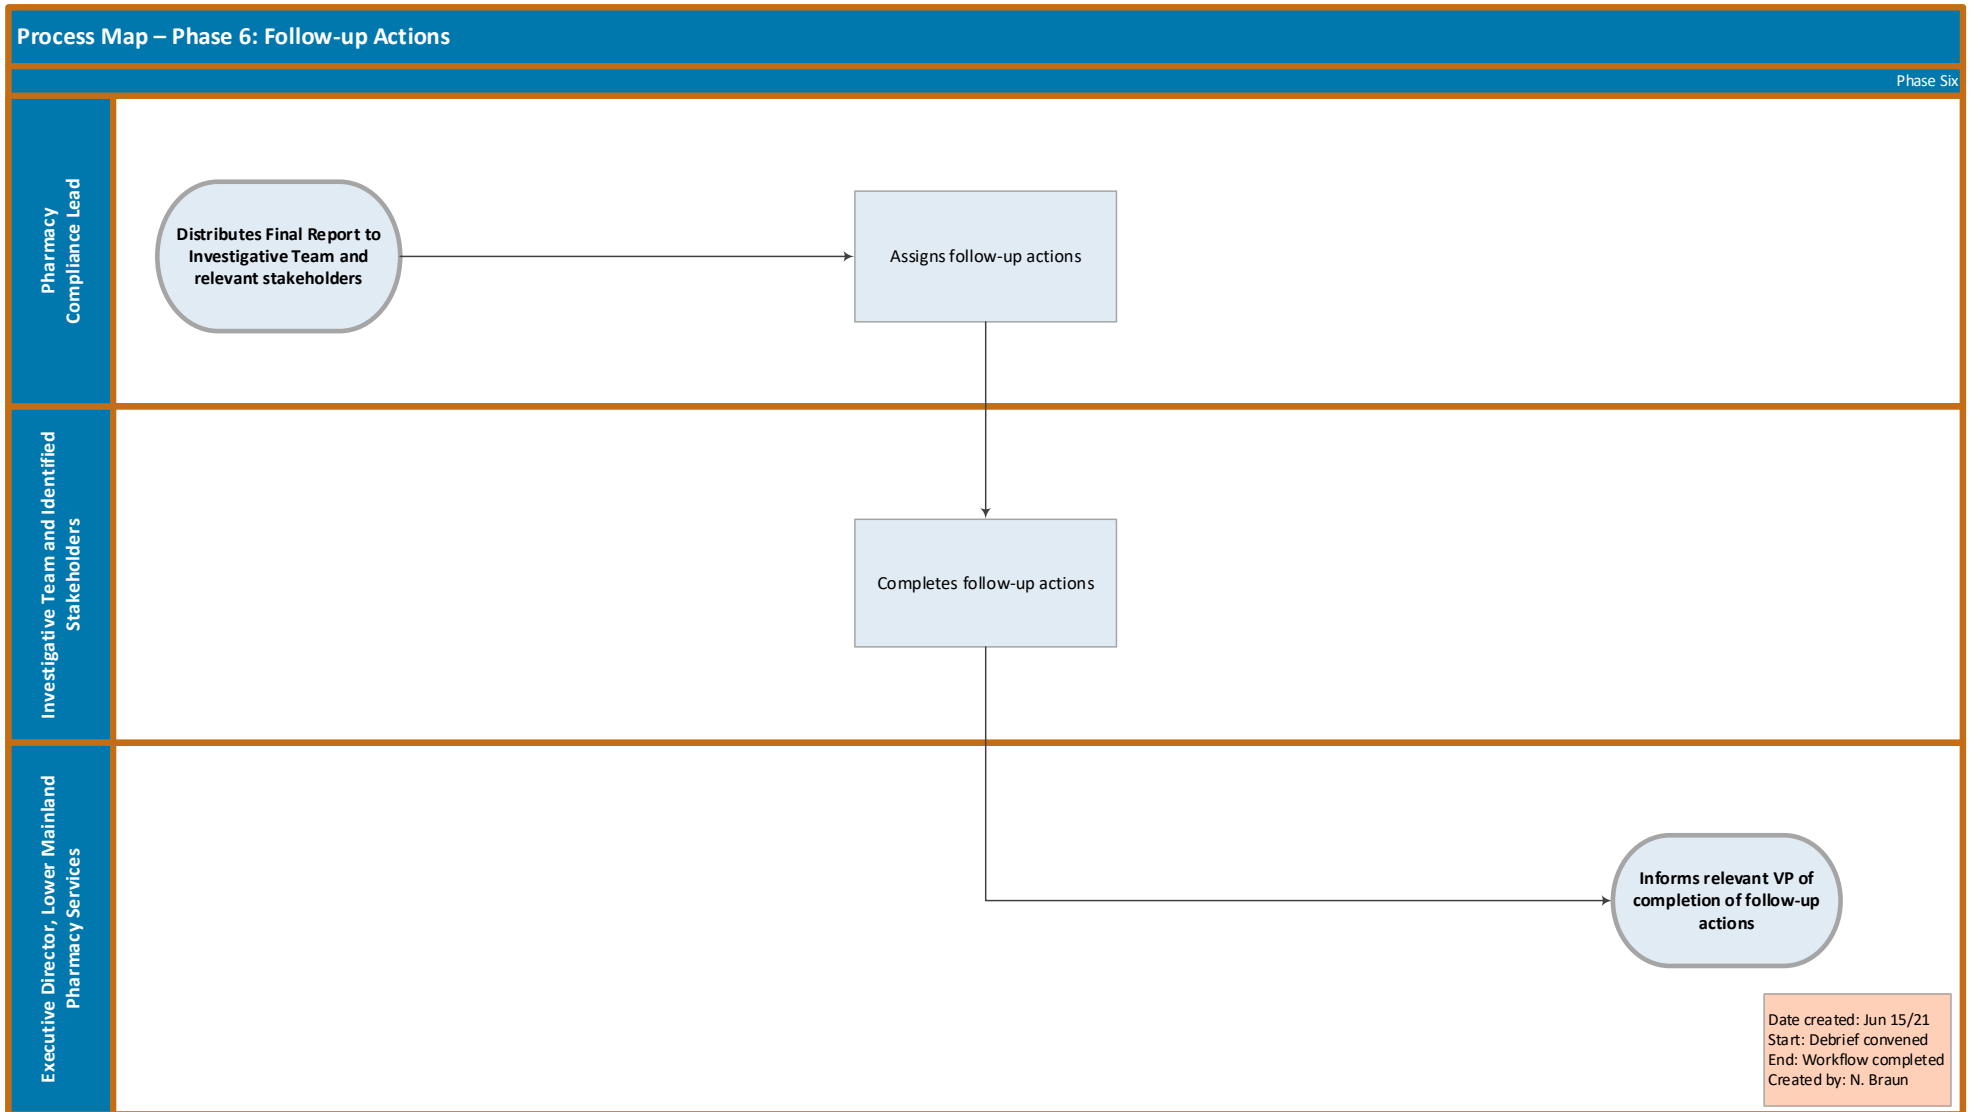 Process Map – Phase 6: Follow-up Actions
Phase Six
Pharmacy
Compliance Lead
Distributes Final Report to
Investigative Team and
relevant stakeholders
Assigns follow-up actions
Investigative Team and Identified
Stakeholders
Completes follow-up actions
Executive Director, Lower Mainland
Pharmacy Services
Informs relevant VP of
completion of follow-up
actions
Date created: Jun 15/21
Start: Debrief convened
End: Workflow completed
Created by: N. Braun